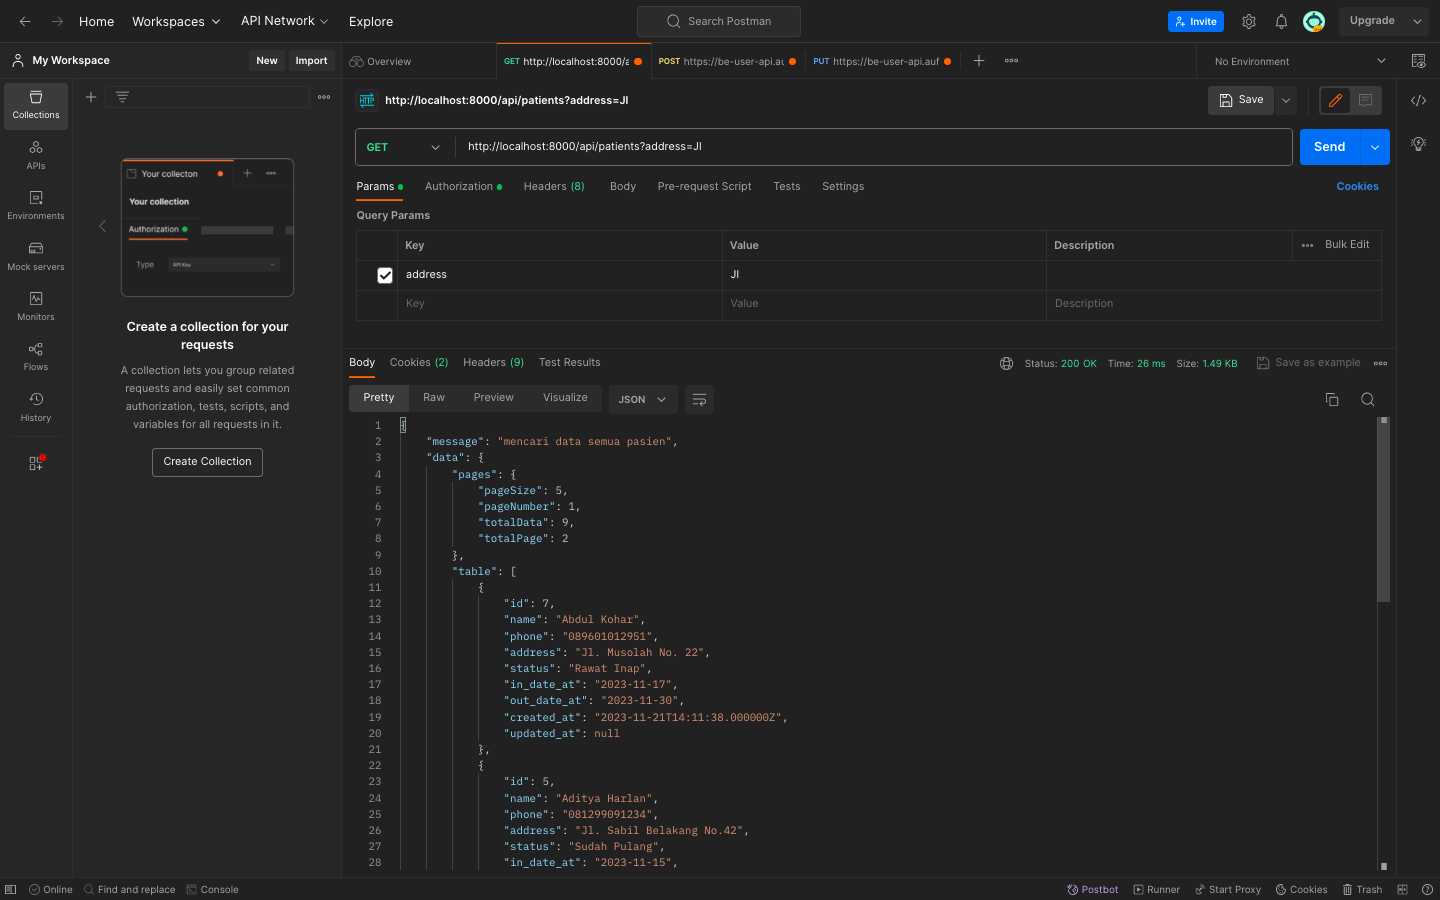 Home Workspaces API Network Explore Search Postman Invite Upgrade
My Workspace New Import Overview GET http://localhost:8000/a POST https://be-user-api.au PUT https://be-user-api.auf No Environment
Collections
APIs
Environments
Mock servers
Monitors
Flows
History
Your collecton
Your collection
Authorization
Type API Key
Create a collection for your
requests
A collection lets you group related
requests and easily set common
authorization, tests, scripts, and
variables for all requests in it.
Create Collection
HTTP http://localhost:8000/api/patients?address=Jl Save
GET http://localhost:8000/api/patients?address=Jl Send
Params Authorization Headers (8) Body Pre-request Script Tests Settings Cookies
Query Params
Key Value Description Bulk Edit
address Jl
Key Value Description
Body Cookies (2) Headers (9) Test Results Status: 200 OK Time: 26 ms Size: 1.49 KB Save as example
Pretty Raw Preview Visualize JSON
1 {
2 "message": "mencari data semua pasien",
3 "data": {
4 "pages": {
5 "pageSize": 5,
6 "pageNumber": 1,
7 "totalData": 9,
8 "totalPage": 2
9 },
10 "table": [
11 {
12 "id": 7,
13 "name": "Abdul Kohar",
14 "phone": "089601012951",
15 "address": "Jl. Musolah No. 22",
16 "status": "Rawat Inap",
17 "in_date_at": "2023-11-17",
18 "out_date_at": "2023-11-30",
19 "created_at": "2023-11-21T14:11:38.000000Z",
20 "updated_at": null
21 },
22 {
23 "id": 5,
24 "name": "Aditya Harlan",
25 "phone": "081299091234",
26 "address": "Jl. Sabil Belakang No.42",
27 "status": "Sudah Pulang",
28 "in_date_at": "2023-11-15",
Online Find and replace Console Postbot Runner Start Proxy Cookies Trash